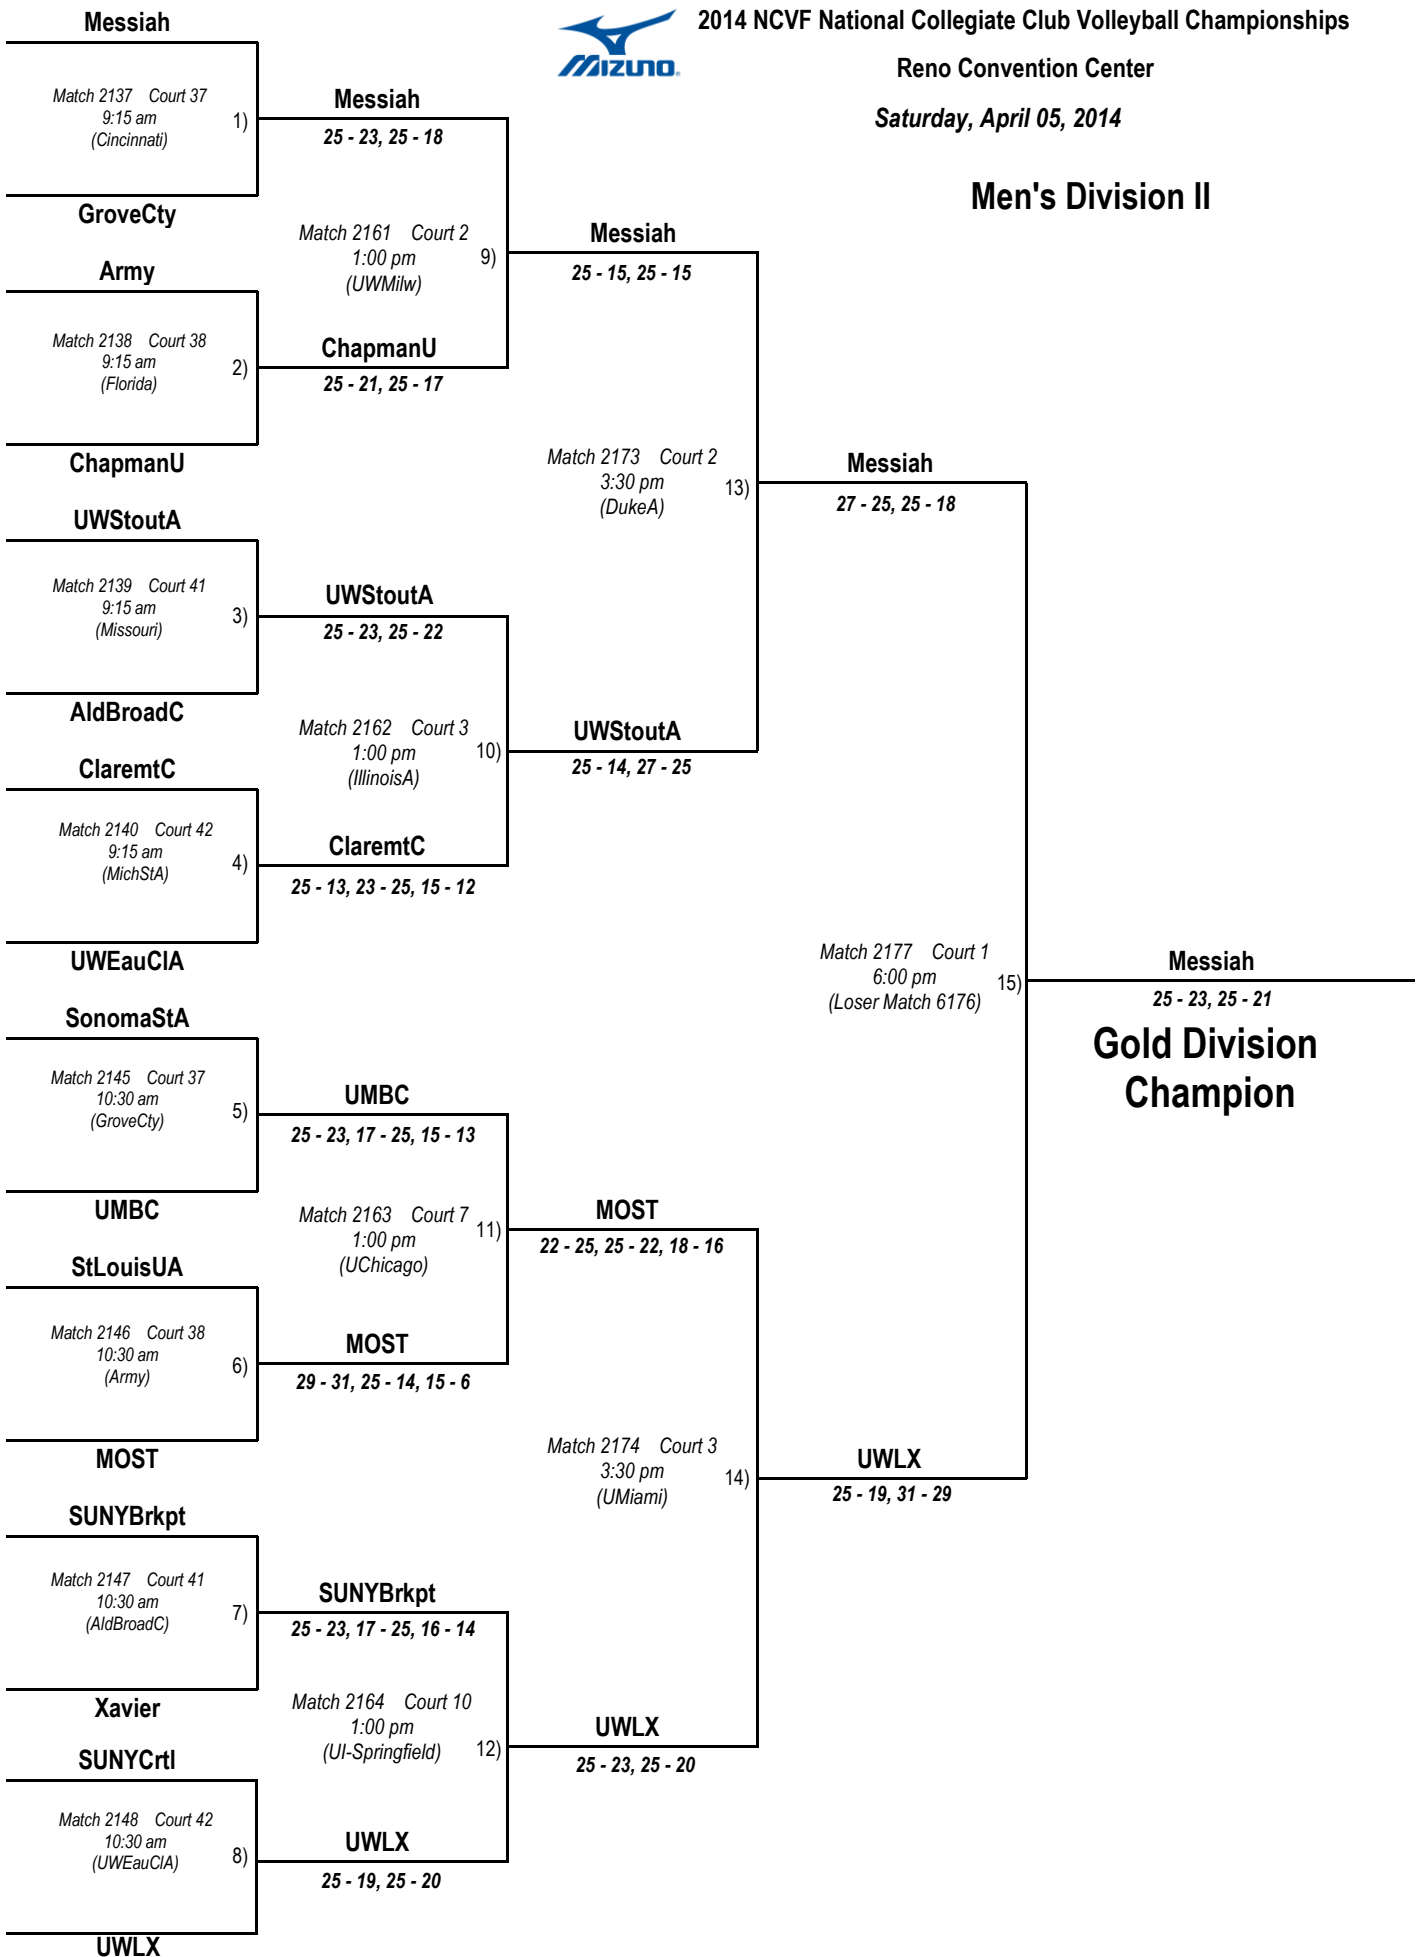 Messiah
MIZUNO
2014 NCVF National Collegiate Club Volleyball Championships
Reno Convention Center
Saturday, April 05, 2014
Men's Division II
Match 2137 Court 37
9:15 am
(Cincinnati)
1)
Messiah
25 - 23, 25 - 18
GroveCty
Match 2161 Court 2
1:00 pm
(UWMilw)
9)
Messiah
25 - 15, 25 - 15
Army
Match 2138 Court 38
9:15 am
(Florida)
2)
ChapmanU
25 - 21, 25 - 17
ChapmanU
Match 2173 Court 2
3:30 pm
(DukeA)
13)
Messiah
27 - 25, 25 - 18
UWStoutA
Match 2139 Court 41
9:15 am
(Missouri)
3)
UWStoutA
25 - 23, 25 - 22
AldBroadC
Match 2162 Court 3
1:00 pm
(IllinoisA)
10)
UWStoutA
25 - 14, 27 - 25
ClaremtC
Match 2140 Court 42
9:15 am
(MichStA)
4)
ClaremtC
25 - 13, 23 - 25, 15 - 12
UWEauClA
Match 2177 Court 1
6:00 pm
(Loser Match 6176)
15)
Messiah
25 - 23, 25 - 21
Gold Division
Champion
SonomaStA
Match 2145 Court 37
10:30 am
(GroveCty)
5)
UMBC
25 - 23, 17 - 25, 15 - 13
UMBC
Match 2163 Court 7
1:00 pm
(UChicago)
11)
MOST
22 - 25, 25 - 22, 18 - 16
StLouisUA
Match 2146 Court 38
10:30 am
(Army)
6)
MOST
29 - 31, 25 - 14, 15 - 6
MOST
Match 2174 Court 3
3:30 pm
(UMiami)
14)
UWLX
25 - 19, 31 - 29
SUNYBrkpt
Match 2147 Court 41
10:30 am
(AldBroadC)
7)
SUNYBrkpt
25 - 23, 17 - 25, 16 - 14
Xavier
Match 2164 Court 10
1:00 pm
(UI-Springfield)
12)
UWLX
25 - 23, 25 - 20
SUNYCrtl
Match 2148 Court 42
10:30 am
(UWEauClA)
8)
UWLX
25 - 19, 25 - 20
UWLX